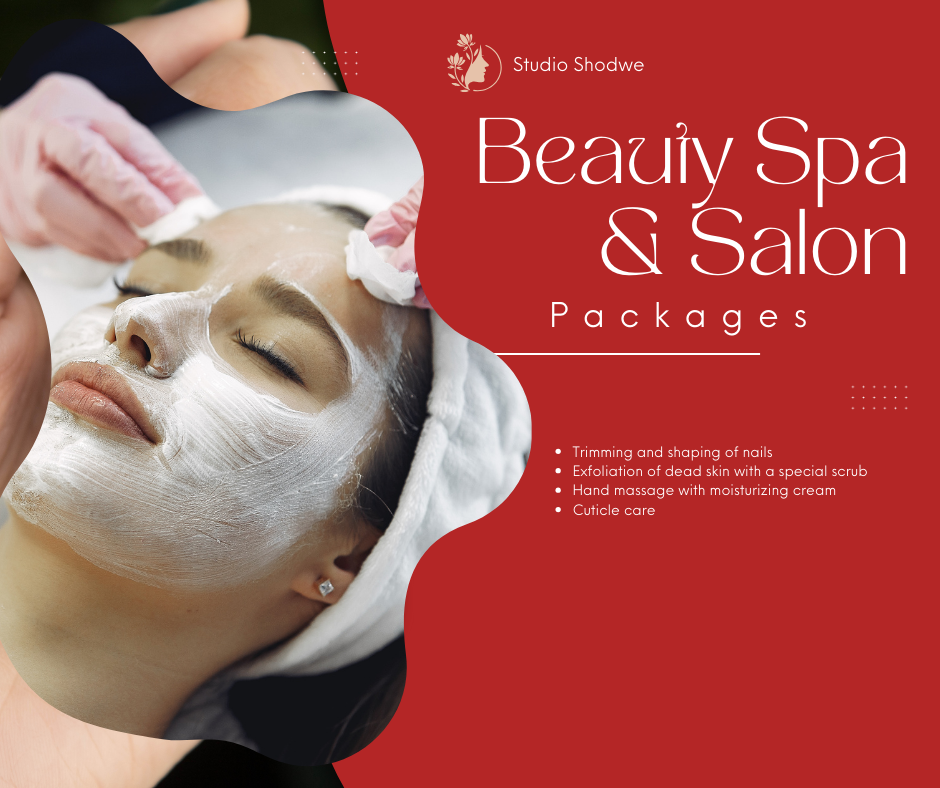 Studio Shodwe
Beauty Spa
& Salon
Packages
Trimming and shaping of nails
Exfoliation of dead skin with a special scrub
Hand massage with moisturizing cream
Cuticle care